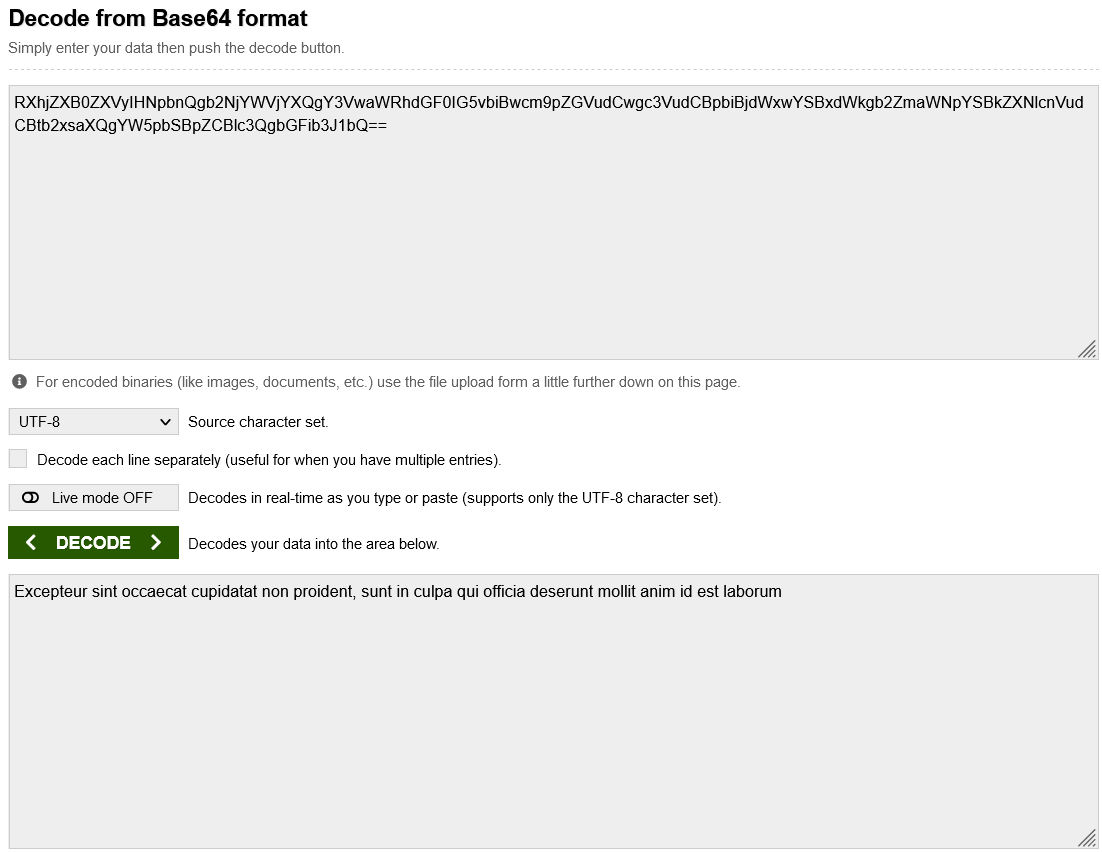 Decode from Base64 format
Simply enter your data then push the decode button.
RXhjZXB0ZXVyIHNpbnQgb2NjYWVjYXQgY3VwaWRhdGF0IG5vbiBwcm9pZGVudCwgc3VudCBpbiBjdWxwYSBxdWkgb2ZmaWNpYSBkZXNlcnVud
CBtb2xsaXQgYW5pbSBpZCBlc3QgbGFib3J1bQ==
For encoded binaries (like images, documents, etc.) use the file upload form a little further down on this page.
UTF-8 Source character set.
Decode each line separately (useful for when you have multiple entries).
Live mode OFF Decodes in real-time as you type or paste (supports only the UTF-8 character set).
DECODE Decodes your data into the area below.
Excepteur sint occaecat cupidatat non proident, sunt in culpa qui officia deserunt mollit anim id est laborum